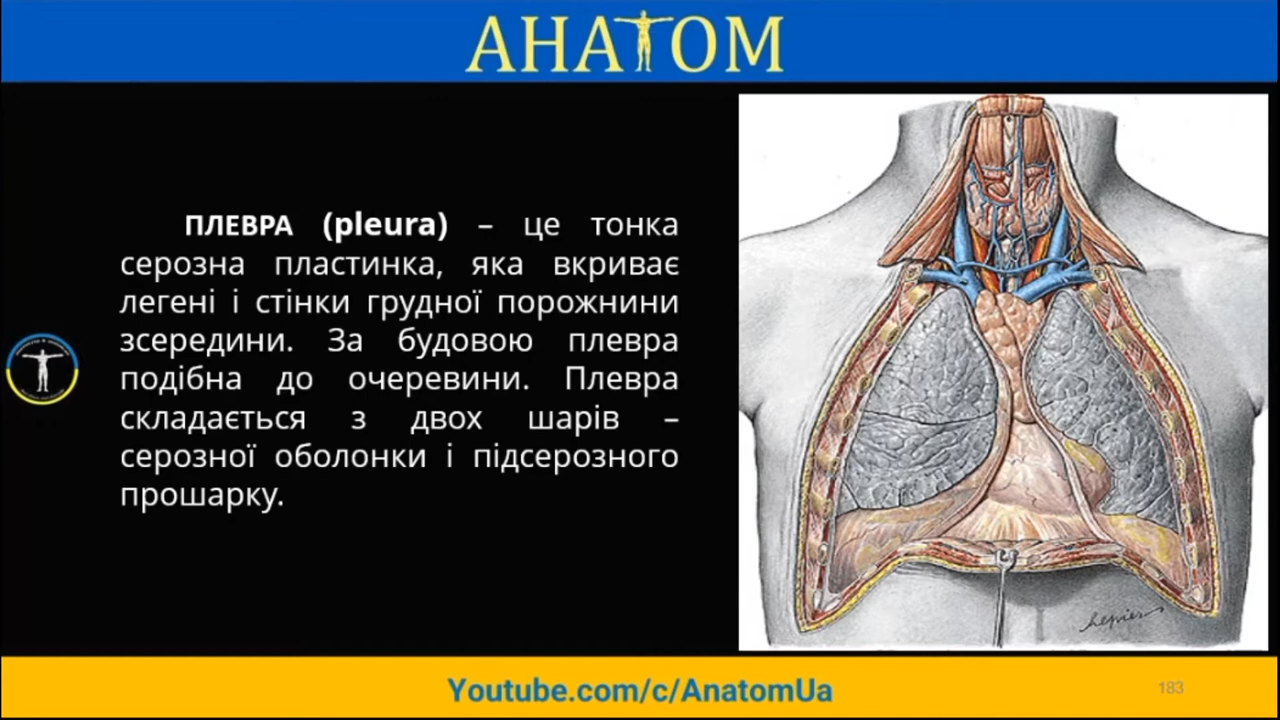 АНАТОМ
ПЛЕВРА (pleura) – це тонка
серозна пластинка, яка вкриває
легені і стінки грудної порожнини
зсередини. За будовою плевра
подібна до очеревини. Плевра
складається з двох шарів –
серозної оболонки і підсерозного
прошарку.
Youtube.com/c/AnatomUa
183